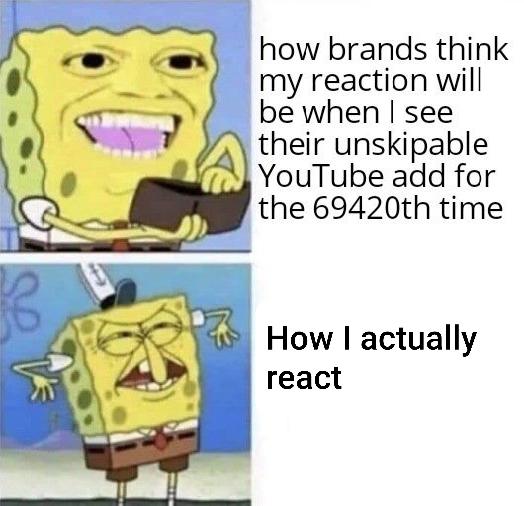 how brands think
my reaction will
be when I see
their unskipable
YouTube add for
the 69420th time
How I actually
react